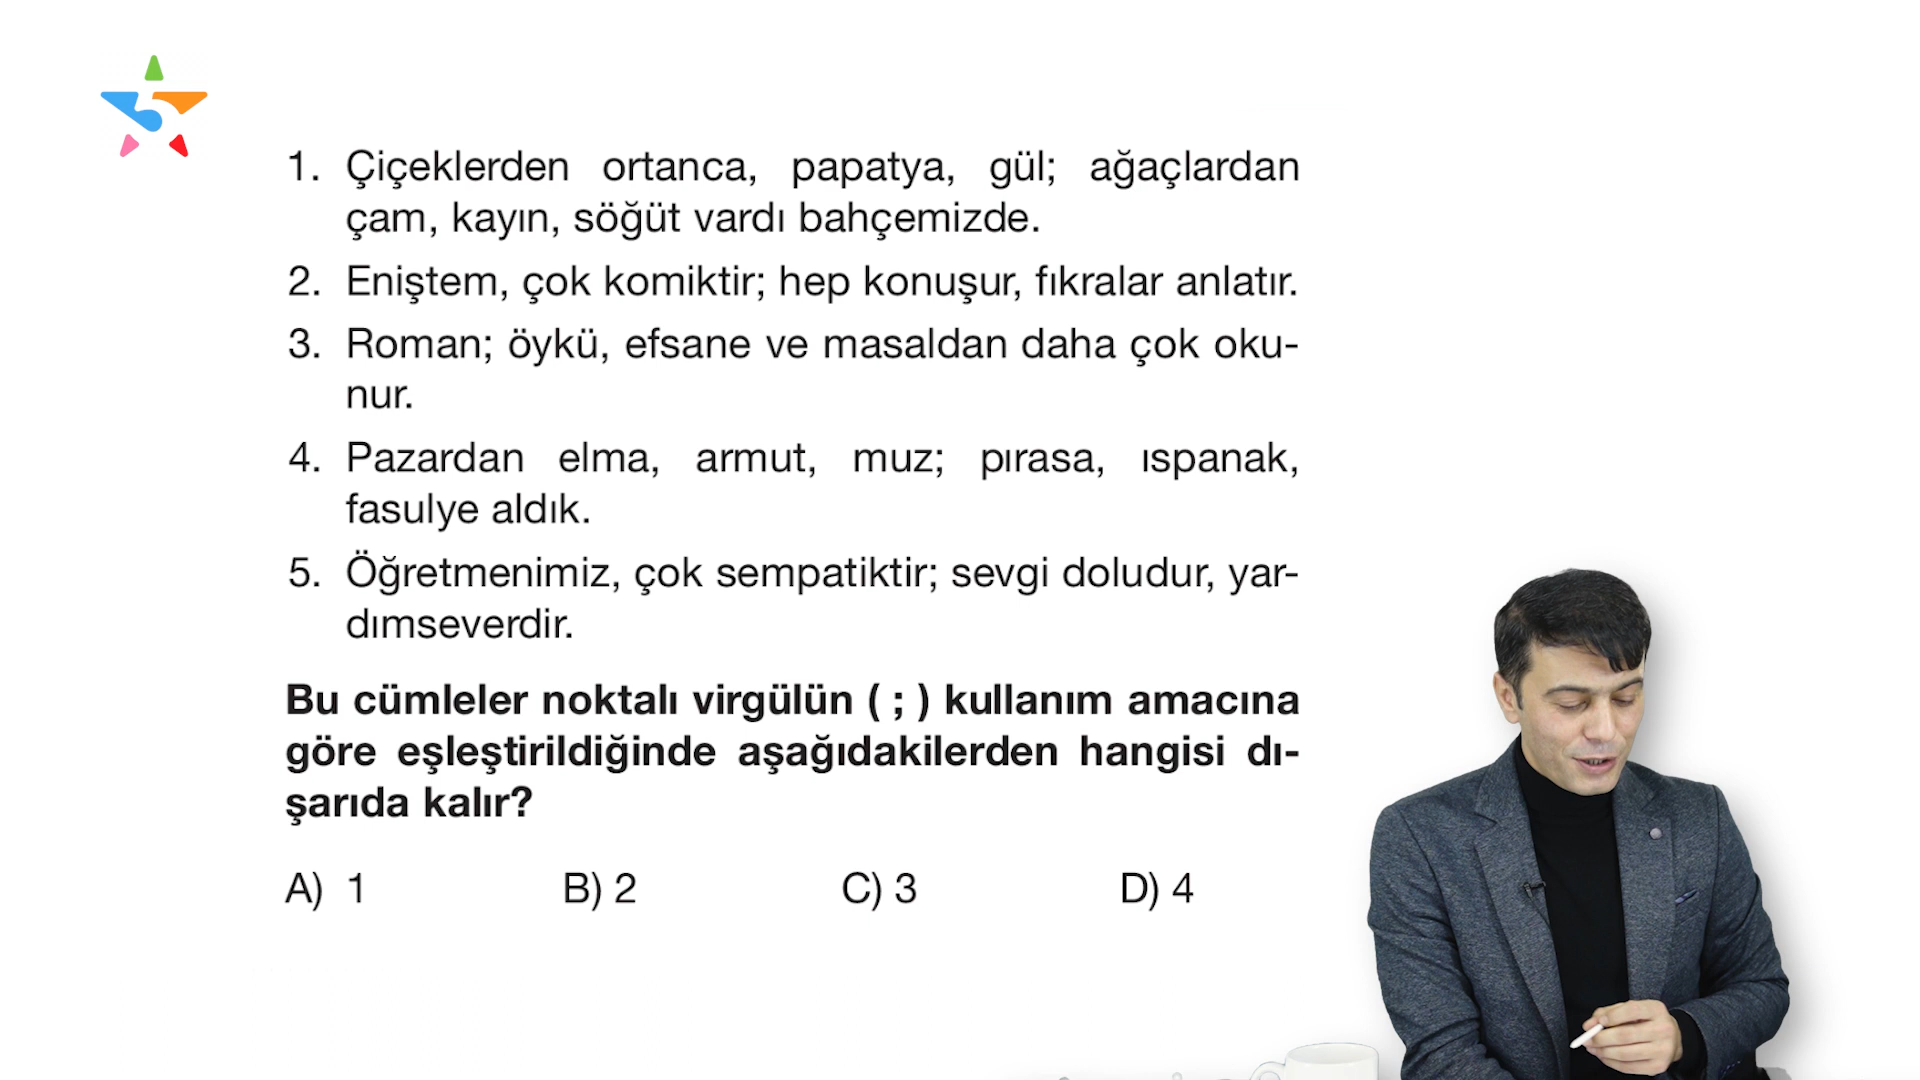 1. Çiçeklerden ortanca, papatya, gül; ağaçlardan
çam, kayın, söğüt vardı bahçemizde.
2. Eniştem, çok komiktir; hep konuşur, fıkralar anlatır.
3. Roman; öykü, efsane ve masaldan daha çok oku-
nur.
4. Pazardan elma, armut, muz; pırasa, ıspanak,
fasulye aldık.
5. Öğretmenimiz, çok sempatiktir; sevgi doludur, yar-
dımseverdir.
Bu cümleler noktalı virgülün ( ; ) kullanım amacına
göre eşleştirildiğinde aşağıdakilerden hangisi dı-
şarıda kalır?
A) 1 B) 2 C) 3 D) 4